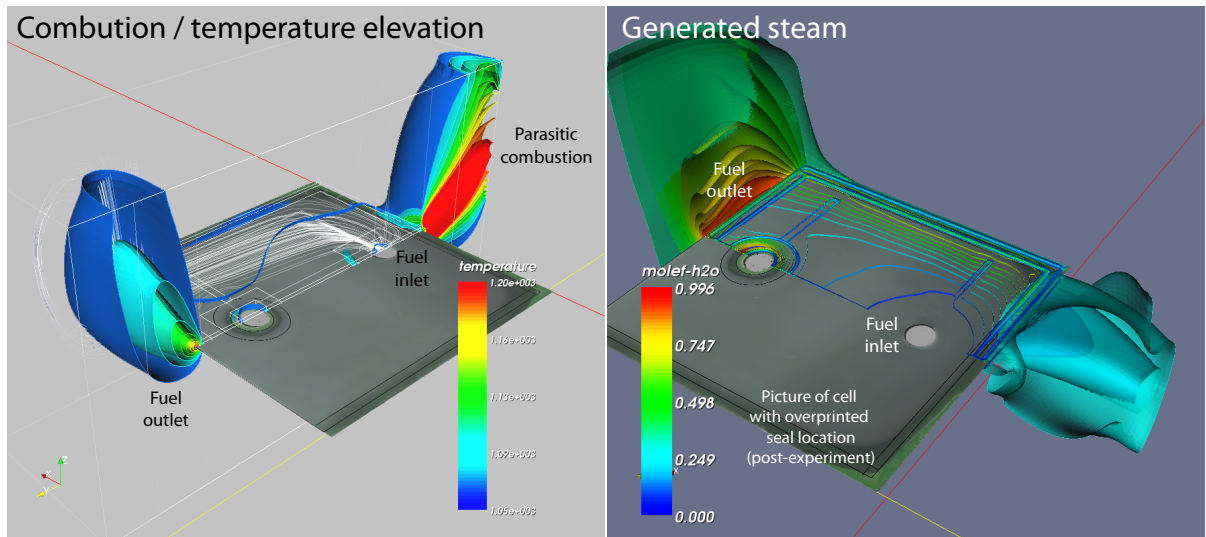 Combution / temperature elevation
Parasitic
combustion
Fuel
inlet
Fuel
outlet
temperature
1.20e+003
1.16e+003
1.13e+003
1.09e+003
1.05e+003
Generated steam
Fuel
outlet
Fuel
inlet
Picture of cell
with overprinted
seal location
(post-experiment)
molef-h2o
0.996
0.747
0.498
0.249
0.000
X
Y
Z